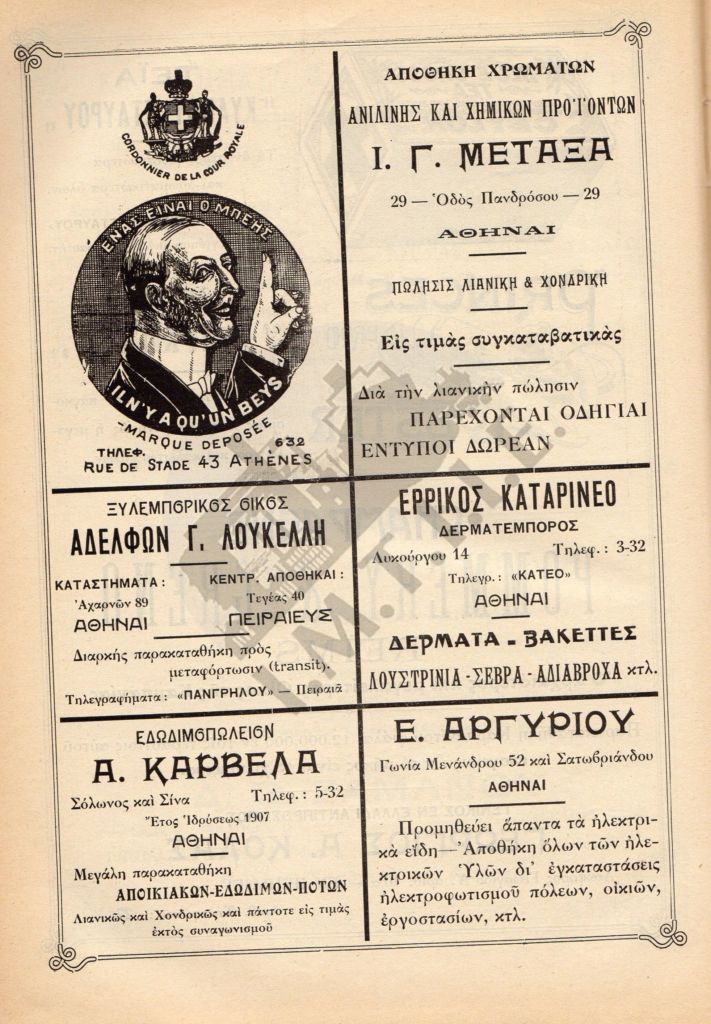 CORDONNIER DE LA COUR ROYALE
ΕΝΑΣ ΕΙΝΑΙ Ο ΜΠΕΗΣ
IL N'Y A QU'UN BEYS
-MARQUE DEPOSÉE
ΤΗΛΕΦ. 632
RUE DE STADE 43 ATHÈNES
ΑΠΟΘΗΚΗ ΧΡΩΜΑΤΩΝ
ΑΝΙΛΙΝΗΣ ΚΑΙ ΧΗΜΙΚΩΝ ΠΡΟΪΟΝΤΩΝ
Ι. Γ. ΜΕΤΑΞΑ
29 — Ὁδὸς Πανδρόσου — 29
ΑΘΗΝΑΙ
ΠΩΛΗΣΙΣ ΛΙΑΝΙΚΗ & ΧΟΝΔΡΙΚΗ
Εἰς τιμὰς συγκαταβατικὰς
Διὰ τὴν λιανικὴν πώλησιν
ΠΑΡΕΧΟΝΤΑΙ ΟΔΗΓΙΑΙ
ΕΝΤΥΠΟΙ ΔΩΡΕΑΝ
ΞΥΛΕΜΠΟΡΙΚΟΣ ΟΙΚΟΣ
ΑΔΕΛΦΩΝ Γ. ΛΟΥΚΕΛΛΗ
ΚΑΤΑΣΤΗΜΑΤΑ : ΚΕΝΤΡ. ΑΠΟΘΗΚΑΙ :
Ἀχαρνῶν 89 Τεγέας 40
ΑΘΗΝΑΙ ΠΕΙΡΑΙΕΥΣ
Διαρκὴς παρακαταθήκη πρὸς
μεταφόρτωσιν (transit).
Τηλεγραφήματα : «ΠΑΝΓΡΗΛΟΥ» — Πειραιᾶ
ΕΡΡΙΚΟΣ ΚΑΤΑΡΙΝΕΟ
ΔΕΡΜΑΤΕΜΠΟΡΟΣ
Λυκούργου 14 Τηλεφ. : 3-32
Τηλεγρ. : «ΚΑΤΕΟ»
ΑΘΗΝΑΙ
ΔΕΡΜΑΤΑ - ΒΑΚΕΤΤΕΣ
ΛΟΥΣΤΡΙΝΙΑ - ΣΕΒΡΑ - ΑΔΙΑΒΡΟΧΑ κτλ.
ΕΔΩΔΙΜΟΠΩΛΕΙΟΝ
Α. ΚΑΡΒΕΛΑ
Σόλωνος καὶ Σίνα Τηλεφ. : 5-32
Ἔτος Ἱδρύσεως 1907
ΑΘΗΝΑΙ
Μεγάλη παρακαταθήκη
ΑΠΟΙΚΙΑΚΩΝ-ΕΔΩΔΙΜΩΝ-ΠΟΤΩΝ
Λιανικῶς καὶ Χονδρικῶς καὶ πάντοτε εἰς τιμὰς
ἐκτὸς συναγωνισμοῦ
Ε. ΑΡΓΥΡΙΟΥ
Γωνία Μενάνδρου 52 καὶ Σατωβριάνδου
ΑΘΗΝΑΙ
Προμηθεύει ἅπαντα τὰ ἠλεκτρι-
κὰ εἴδη—Ἀποθήκη ὅλων τῶν ἠλε-
κτρικῶν Ὑλῶν δι' ἐγκαταστάσεις
ἠλεκτροφωτισμοῦ πόλεων, οἰκιῶν,
ἐργοστασίων, κτλ.
I.M.T.I.E.